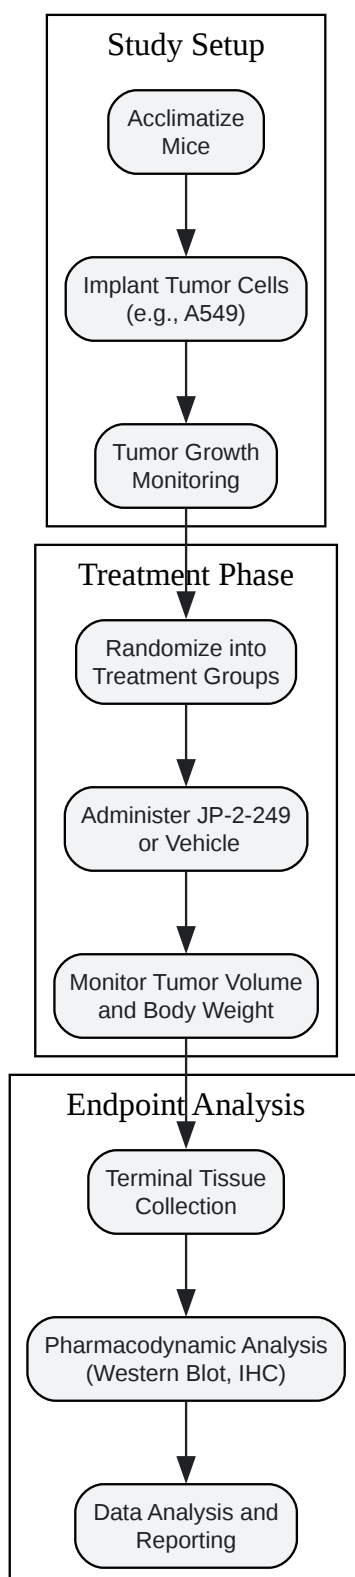 Study Setup
Acclimatize
Mice
Implant Tumor Cells
(e.g., A549)
Tumor Growth
Monitoring
Treatment Phase
Randomize into
Treatment Groups
Administer JP-2-249
or Vehicle
Monitor Tumor Volume
and Body Weight
Endpoint Analysis
Terminal Tissue
Collection
Pharmacodynamic Analysis
(Western Blot, IHC)
Data Analysis and
Reporting